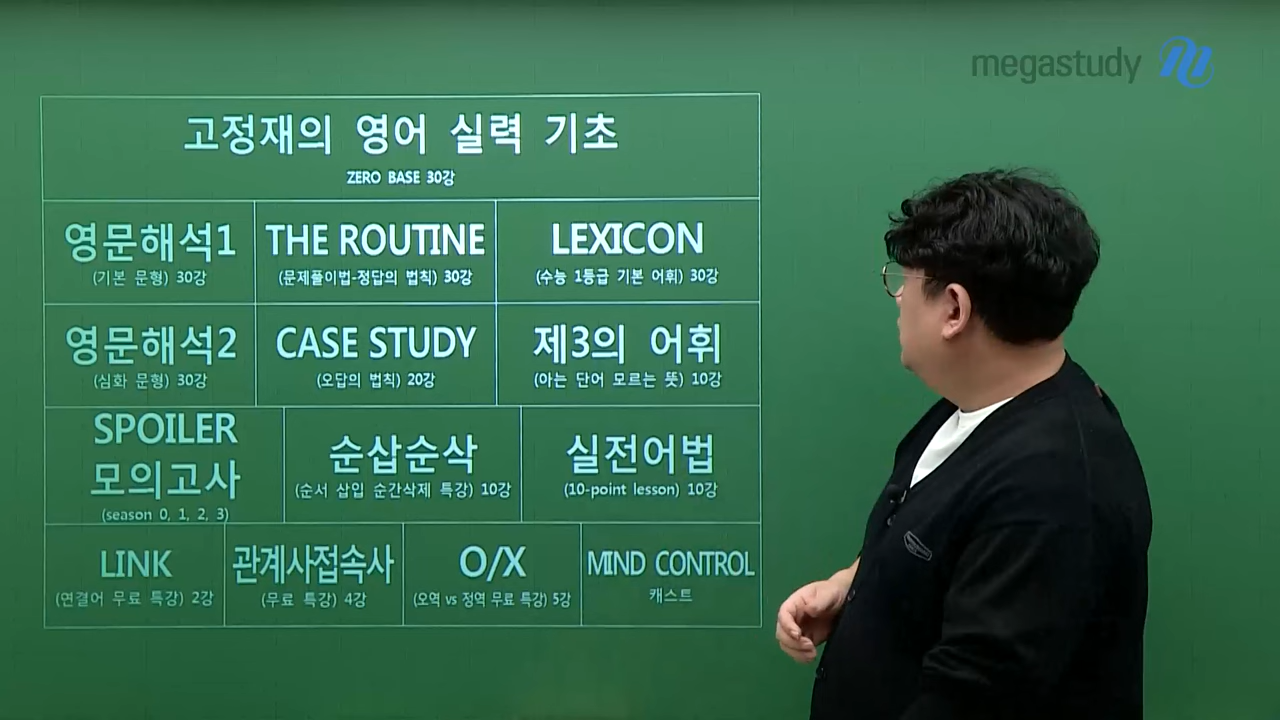 megastudy
고정재의 영어 실력 기초
ZERO BASE 30강
영문해석1
(기본 문형) 30강
THE ROUTINE
(문제풀이법-정답의 법칙) 30강
LEXICON
(수능 1등급 기본 어휘) 30강
영문해석2
(심화 문형) 30강
CASE STUDY
(오답의 법칙) 20강
제3의 어휘
(아는 단어 모르는 뜻) 10강
SPOILER
모의고사
(season 0, 1, 2, 3)
순삽순삭
(순서 삽입 순간삭제 특강) 10강
실전어법
(10-point lesson) 10강
LINK
(연결어 무료 특강) 2강
관계사접속사
(무료 특강) 4강
O/X
(오역 vs 정역 무료 특강) 5강
MIND CONTROL
캐스트